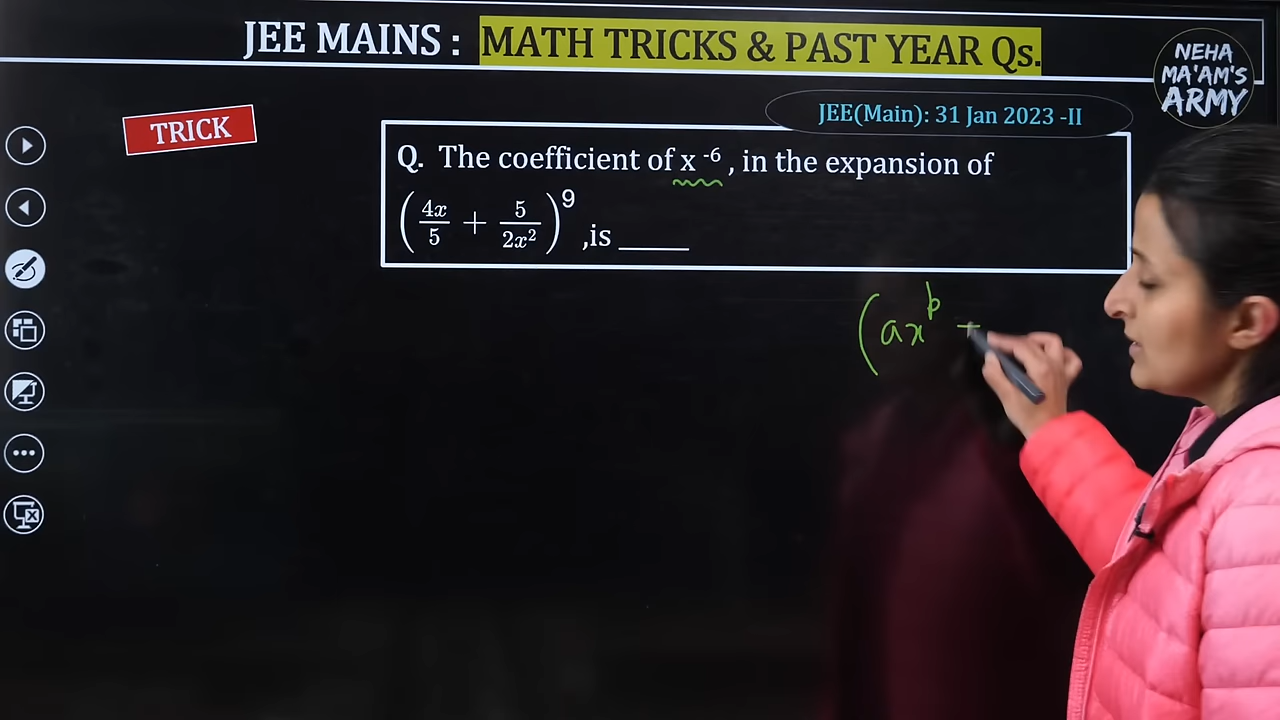 JEE MAINS : MATH TRICKS & PAST YEAR Qs.
NEHA
MA'AM'S
ARMY
TRICK
JEE(Main): 31 Jan 2023 -II
Q. The coefficient of x⁻⁶ , in the expansion of
(4x/5 + 5/2x²)⁹ ,is _____
(ax^p +